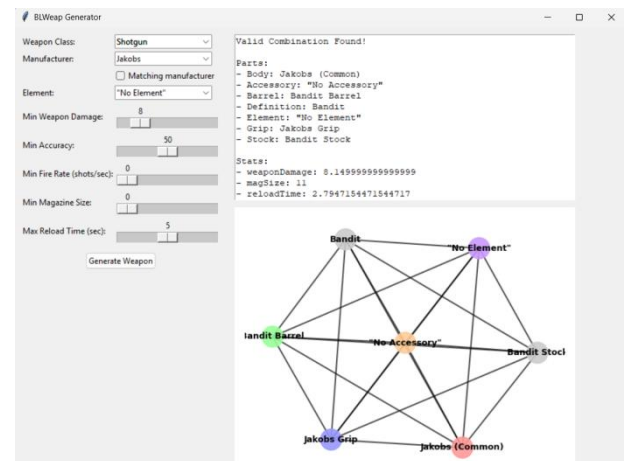 BLWeap Generator
Weapon Class: Shotgun
Manufacturer: Jakobs
Matching manufacturer
Element: "No Element"
Min Weapon Damage: 8
Min Accuracy: 50
Min Fire Rate (shots/sec): 0
Min Magazine Size: 0
Max Reload Time (sec): 5
Generate Weapon
Valid Combination Found!
Parts:
- Body: Jakobs (Common)
- Accessory: "No Accessory"
- Barrel: Bandit Barrel
- Definition: Bandit
- Element: "No Element"
- Grip: Jakobs Grip
- Stock: Bandit Stock
Stats:
- weaponDamage: 8.149999999999999
- magSize: 11
- reloadTime: 2.7947154471544717
Bandit
"No Element"
andit Barrel
"No Accessory"
Bandit Stock
Jakobs Grip
Jakobs (Common)